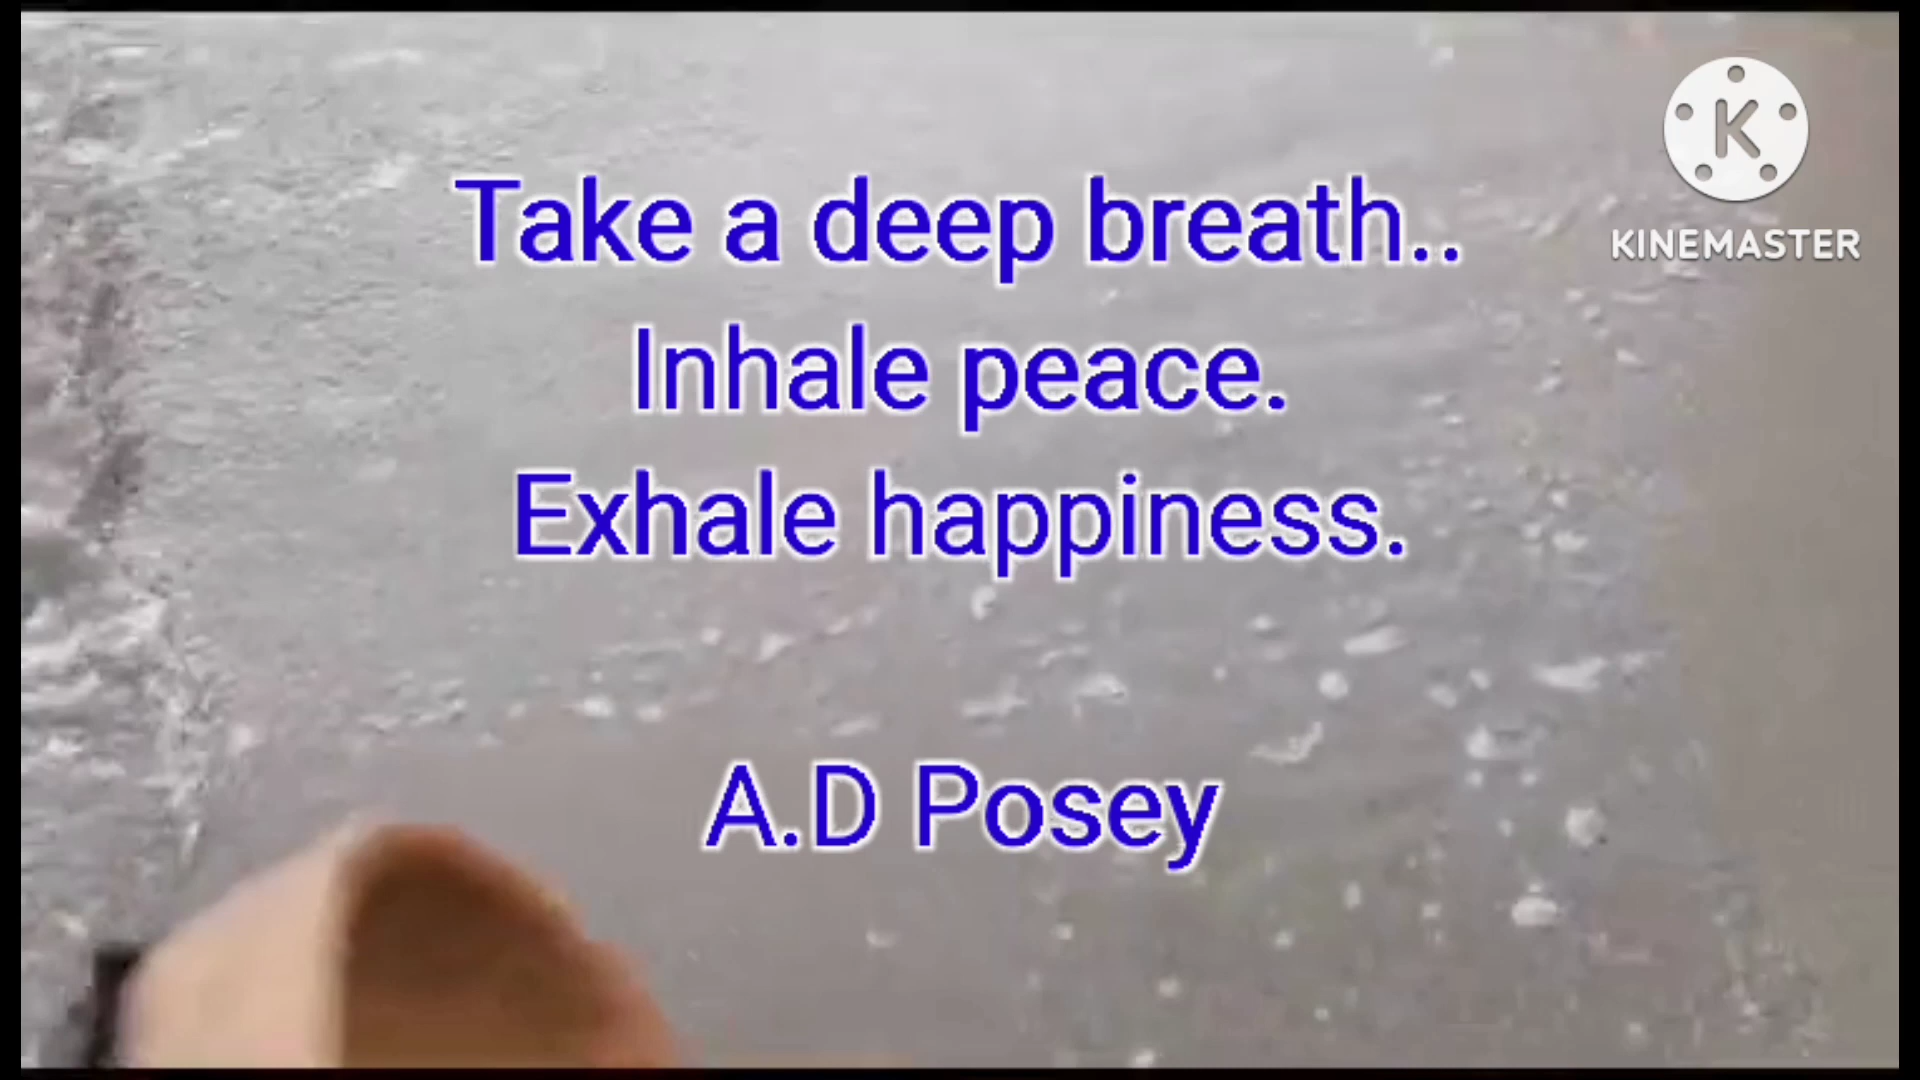 K
KINEMASTER
Take a deep breath..
Inhale peace.
Exhale happiness.
A.D Posey